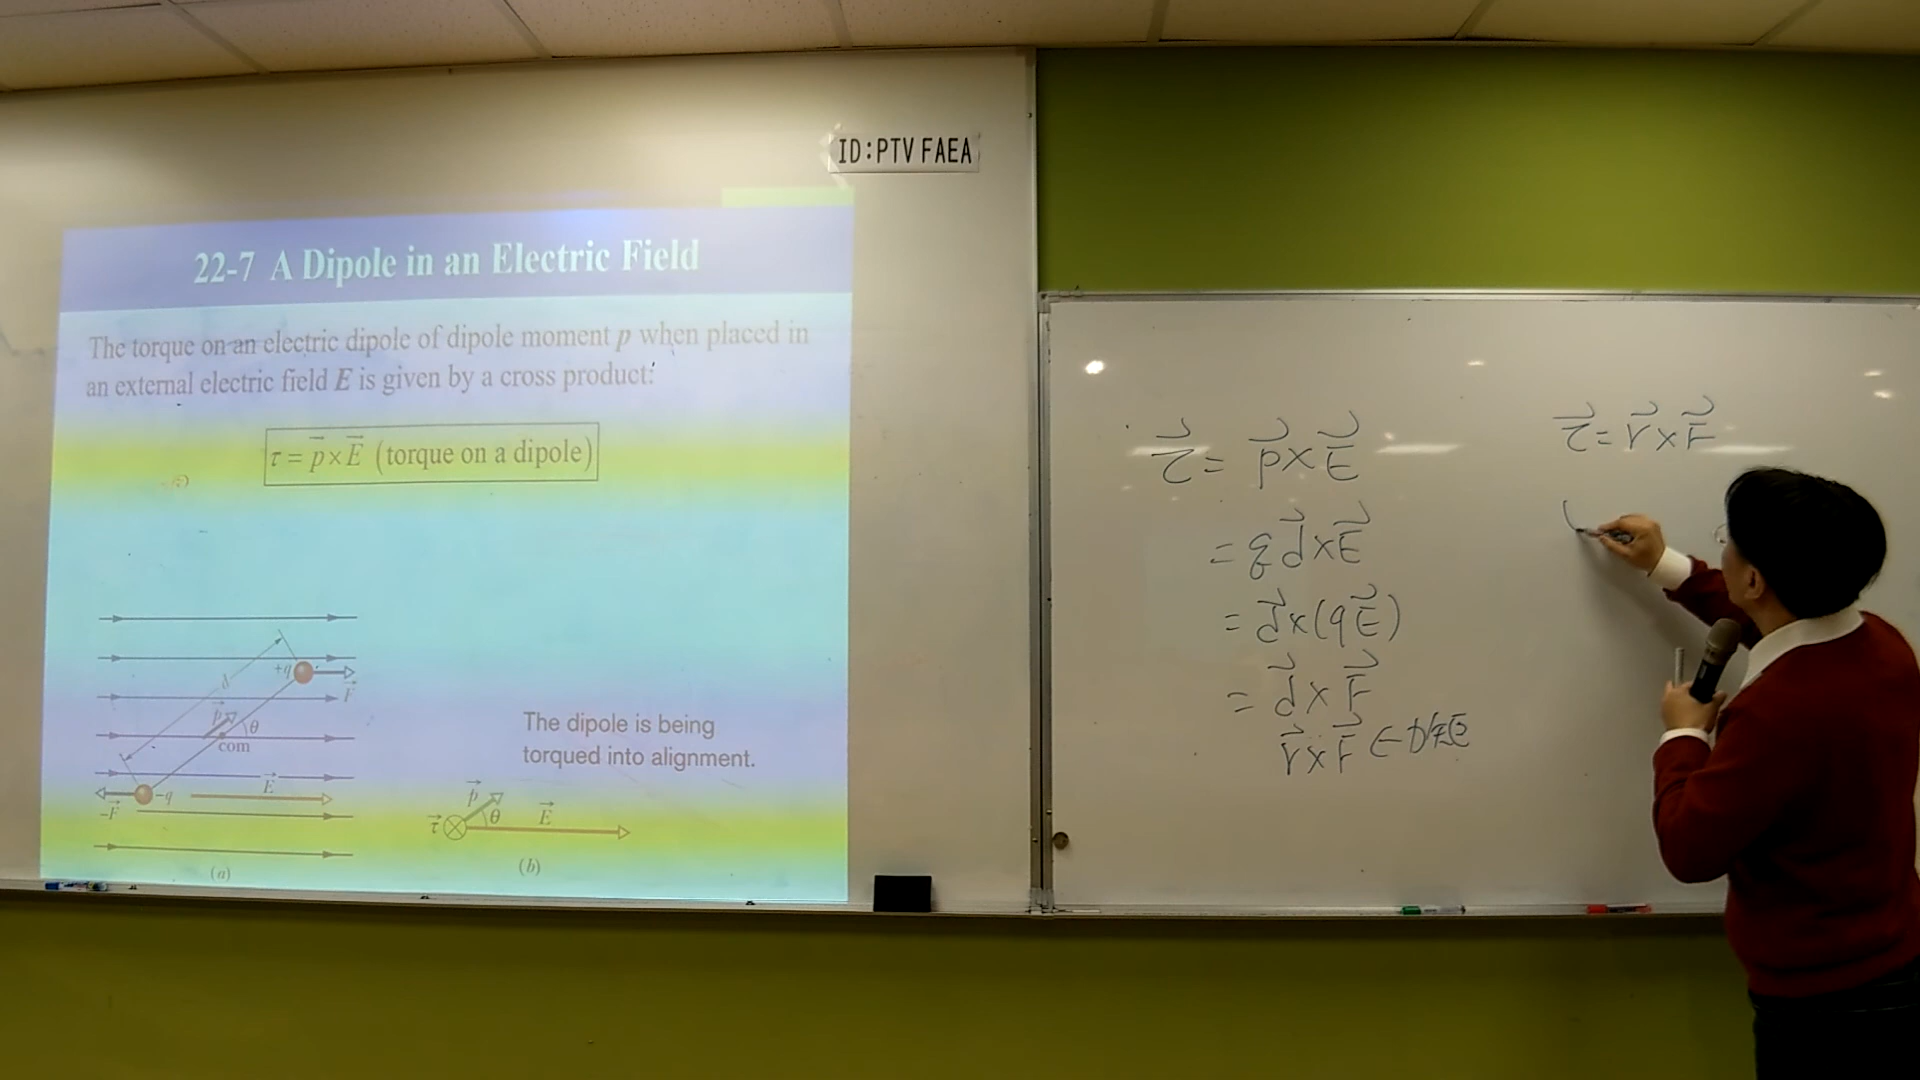 ID:PTV FAEA
22-7 A Dipole in an Electric Field
The torque on an electric dipole of dipole moment p when placed in
an external electric field E is given by a cross product:
τ = p⃗ × E⃗ (torque on a dipole)
+q
F⃗
d
p⃗
θ
com
E⃗
-q
-F⃗
(a)
The dipole is being
torqued into alignment.
p⃗
τ⃗
θ
E⃗
(b)
τ⃗ = p⃗ × E⃗
= q d⃗ × E⃗
= d⃗ × (q E⃗)
= d⃗ × F⃗
r⃗ × F⃗ ←力矩
τ⃗ = r⃗ × F⃗